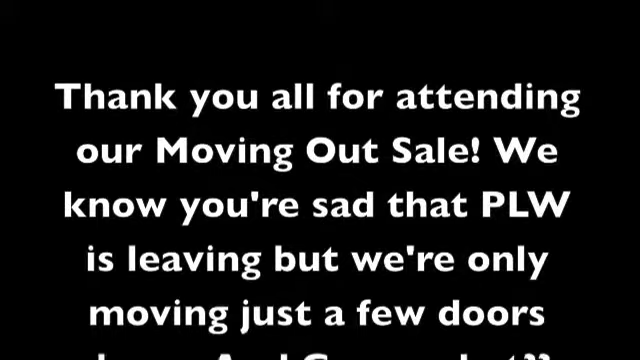 Thank you all for attending
our Moving Out Sale! We
know you're sad that PLW
is leaving but we're only
moving just a few doors